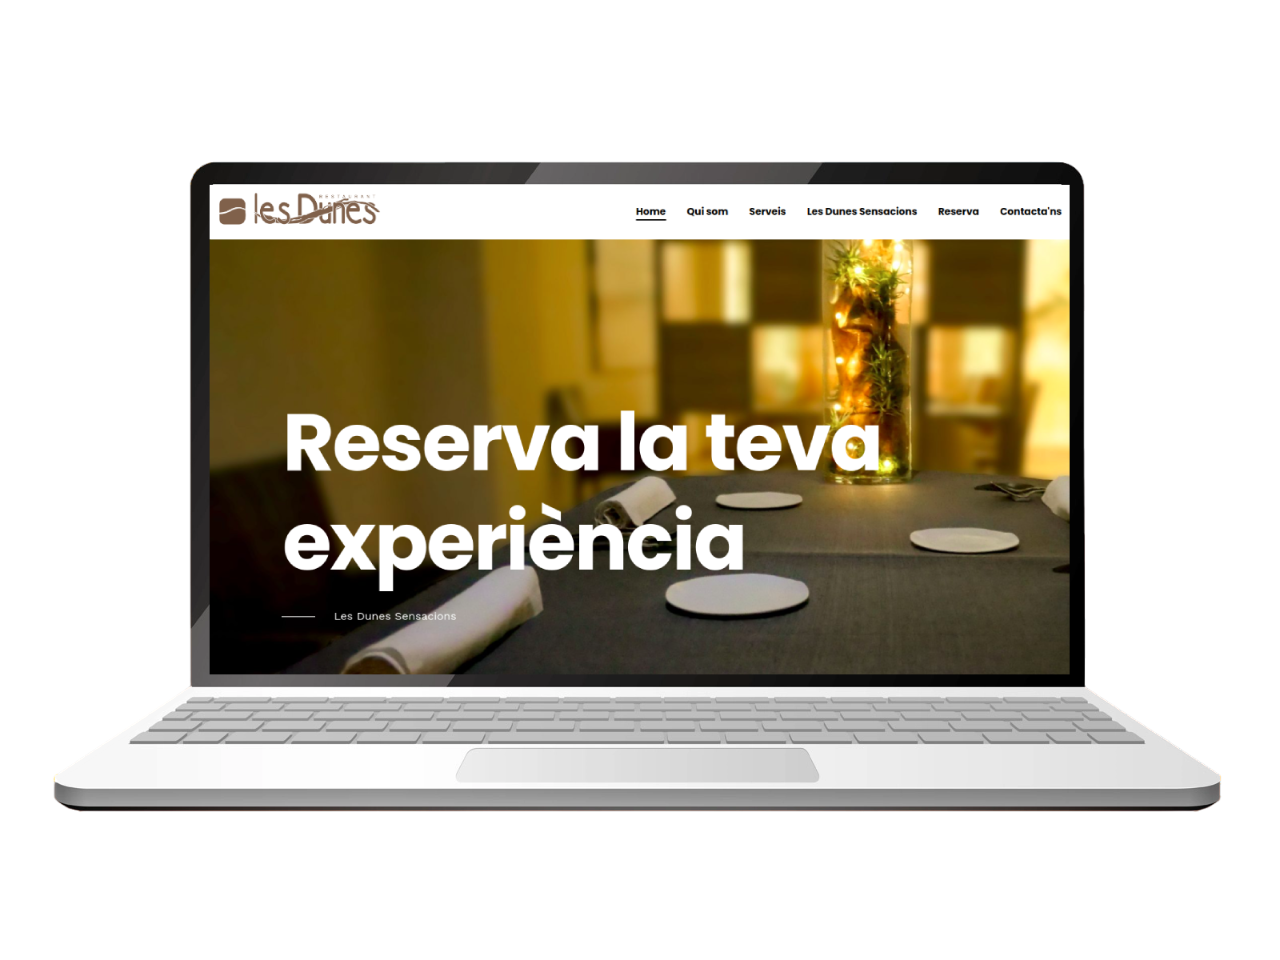 RESTAURANT
les Dunes
Home Qui som Serveis Les Dunes Sensacions Reserva Contacta'ns
Reserva la teva
experiència
Les Dunes Sensacions